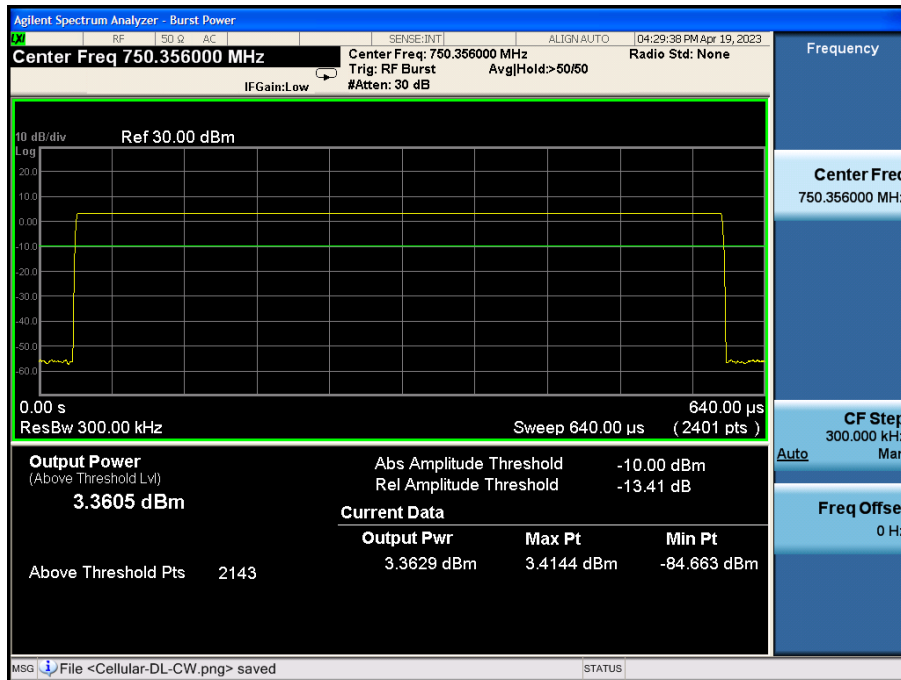 Agilent Spectrum Analyzer - Burst Power
LXI RF 50 Ω AC SENSE:INT ALIGN AUTO 04:29:38 PM Apr 19, 2023
Center Freq 750.356000 MHz
IFGain:Low
Center Freq: 750.356000 MHz
Trig: RF Burst Avg|Hold:>50/50
#Atten: 30 dB
Radio Std: None
Frequency
10 dB/div Ref 30.00 dBm
Log
20.0
10.0
0.00
-10.0
-20.0
-30.0
-40.0
-50.0
-60.0
0.00 s 640.00 µs
ResBw 300.00 kHz Sweep 640.00 µs (2401 pts )
Center Freq
750.356000 MHz
CF Step
300.000 kHz
Auto Man
Freq Offse
0 Hz
Output Power
(Above Threshold Lvl)
3.3605 dBm
Above Threshold Pts 2143
Abs Amplitude Threshold -10.00 dBm
Rel Amplitude Threshold -13.41 dB
Current Data
Output Pwr Max Pt Min Pt
3.3629 dBm 3.4144 dBm -84.663 dBm
MSG File <Cellular-DL-CW.png> saved STATUS